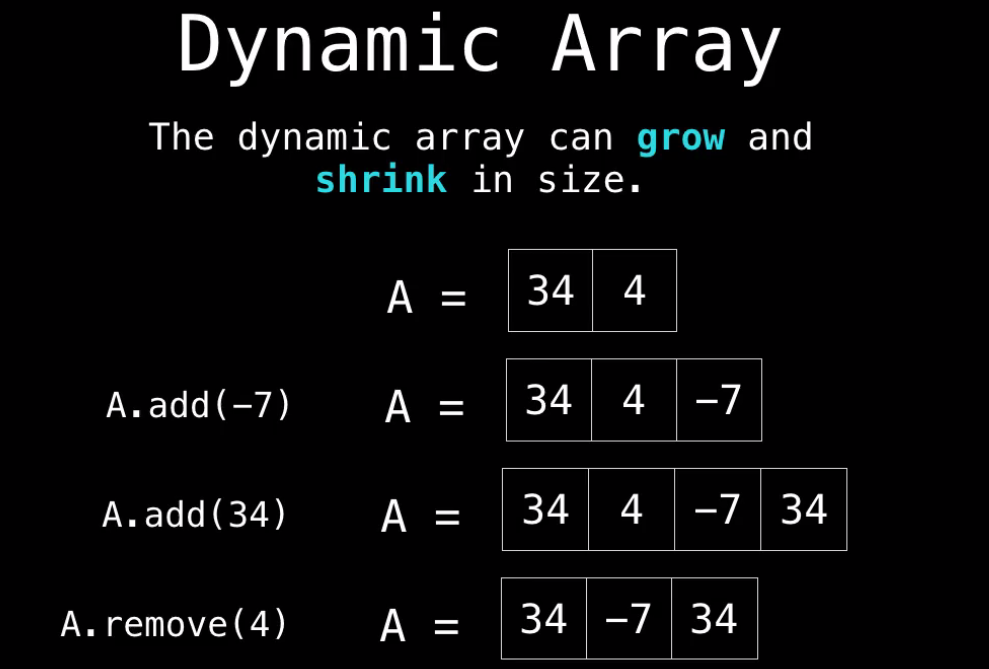 Dynamic Array
The dynamic array can grow and
shrink in size.
A = 34 4
A.add(−7) A = 34 4 −7
A.add(34) A = 34 4 −7 34
A.remove(4) A = 34 −7 34